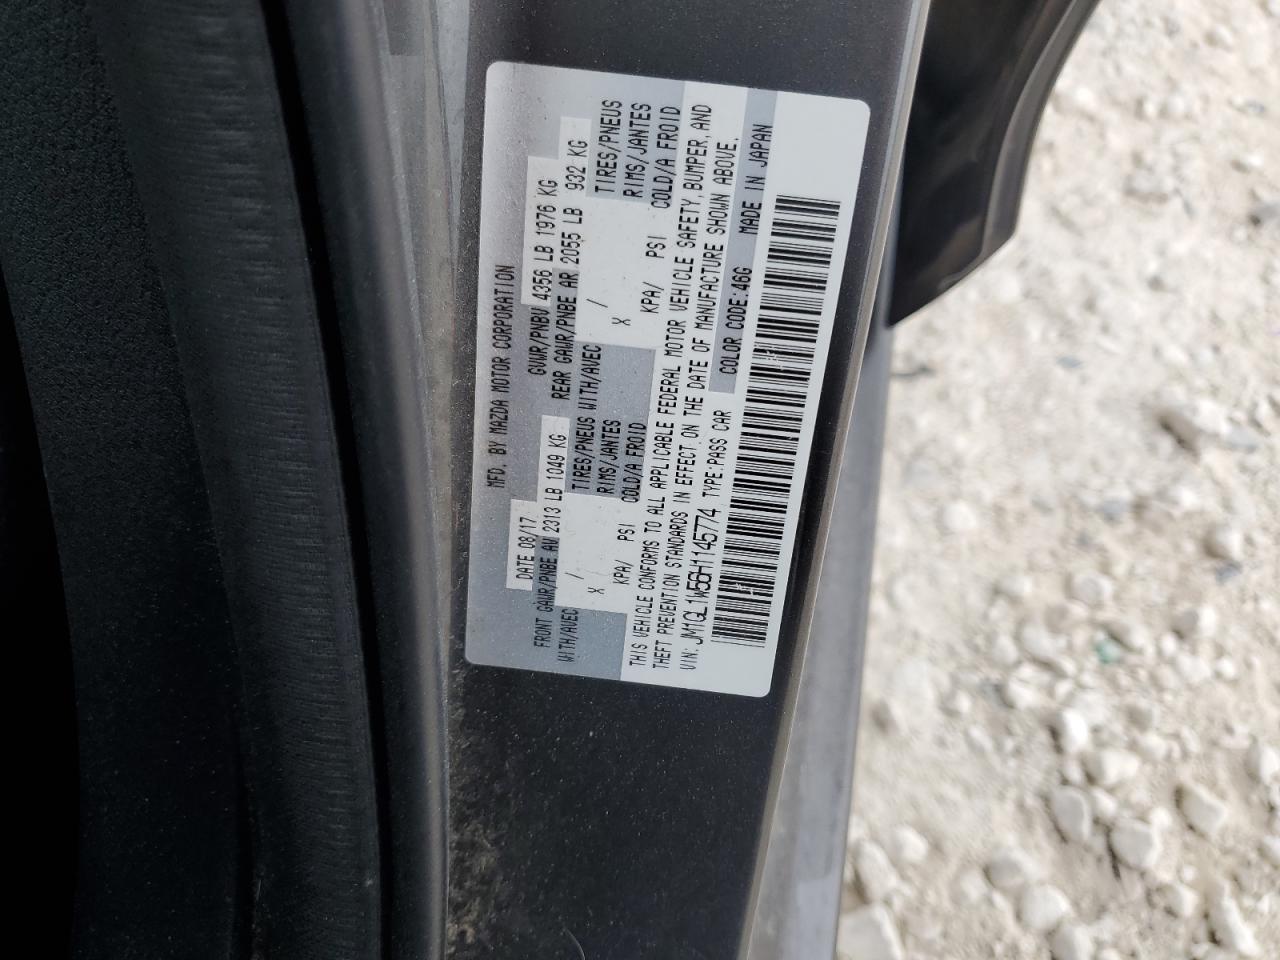 MFD. BY MAZDA MOTOR CORPORATION
DATE 08/17 GVWR/PNBV 4356 LB 1976 KG
FRONT GAWR/PNBE AV 2313 LB 1049 KG REAR GAWR/PNBE AR 2055 LB 932 KG
WITH/AVEC / TIRES/PNEUS WITH/AVEC / TIRES/PNEUS
X RIMS/JANTES X RIMS/JANTES
KPA/ PSI COLD/A FROID KPA/ PSI COLD/A FROID
THIS VEHICLE CONFORMS TO ALL APPLICABLE FEDERAL MOTOR VEHICLE SAFETY, BUMPER, AND
THEFT PREVENTION STANDARDS IN EFFECT ON THE DATE OF MANUFACTURE SHOWN ABOVE.
VIN: JM1GL1W56H1145774 TYPE:PASS CAR COLOR CODE:46G MADE IN JAPAN